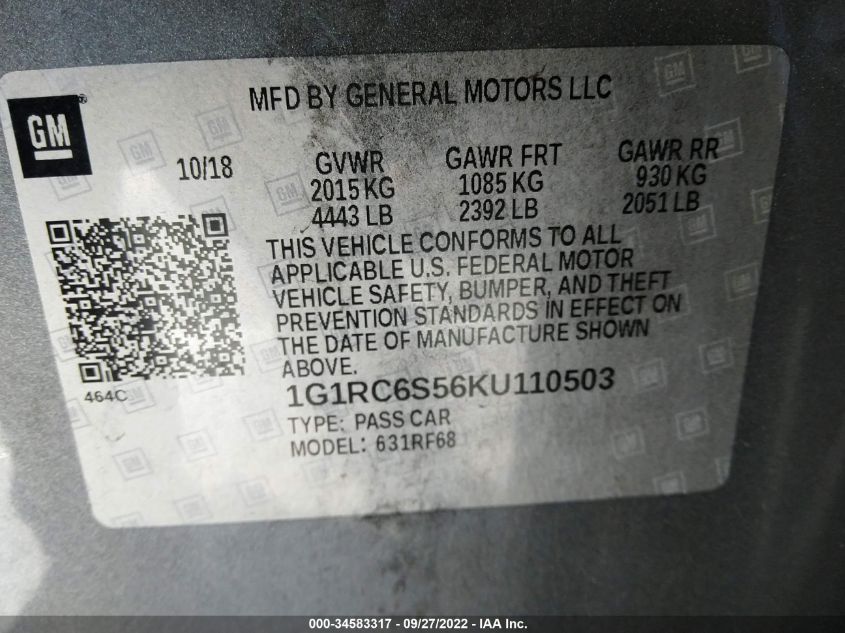 MFD BY GENERAL MOTORS LLC
GM
10/18
GVWR GAWR FRT GAWR RR
2015 KG 1085 KG 930 KG
4443 LB 2392 LB 2051 LB
THIS VEHICLE CONFORMS TO ALL
APPLICABLE U.S. FEDERAL MOTOR
VEHICLE SAFETY, BUMPER, AND THEFT
PREVENTION STANDARDS IN EFFECT ON
THE DATE OF MANUFACTURE SHOWN
ABOVE.
464C
1G1RC6S56KU110503
TYPE: PASS CAR
MODEL: 631RF68
000-34583317 - 09/27/2022 - IAA Inc.